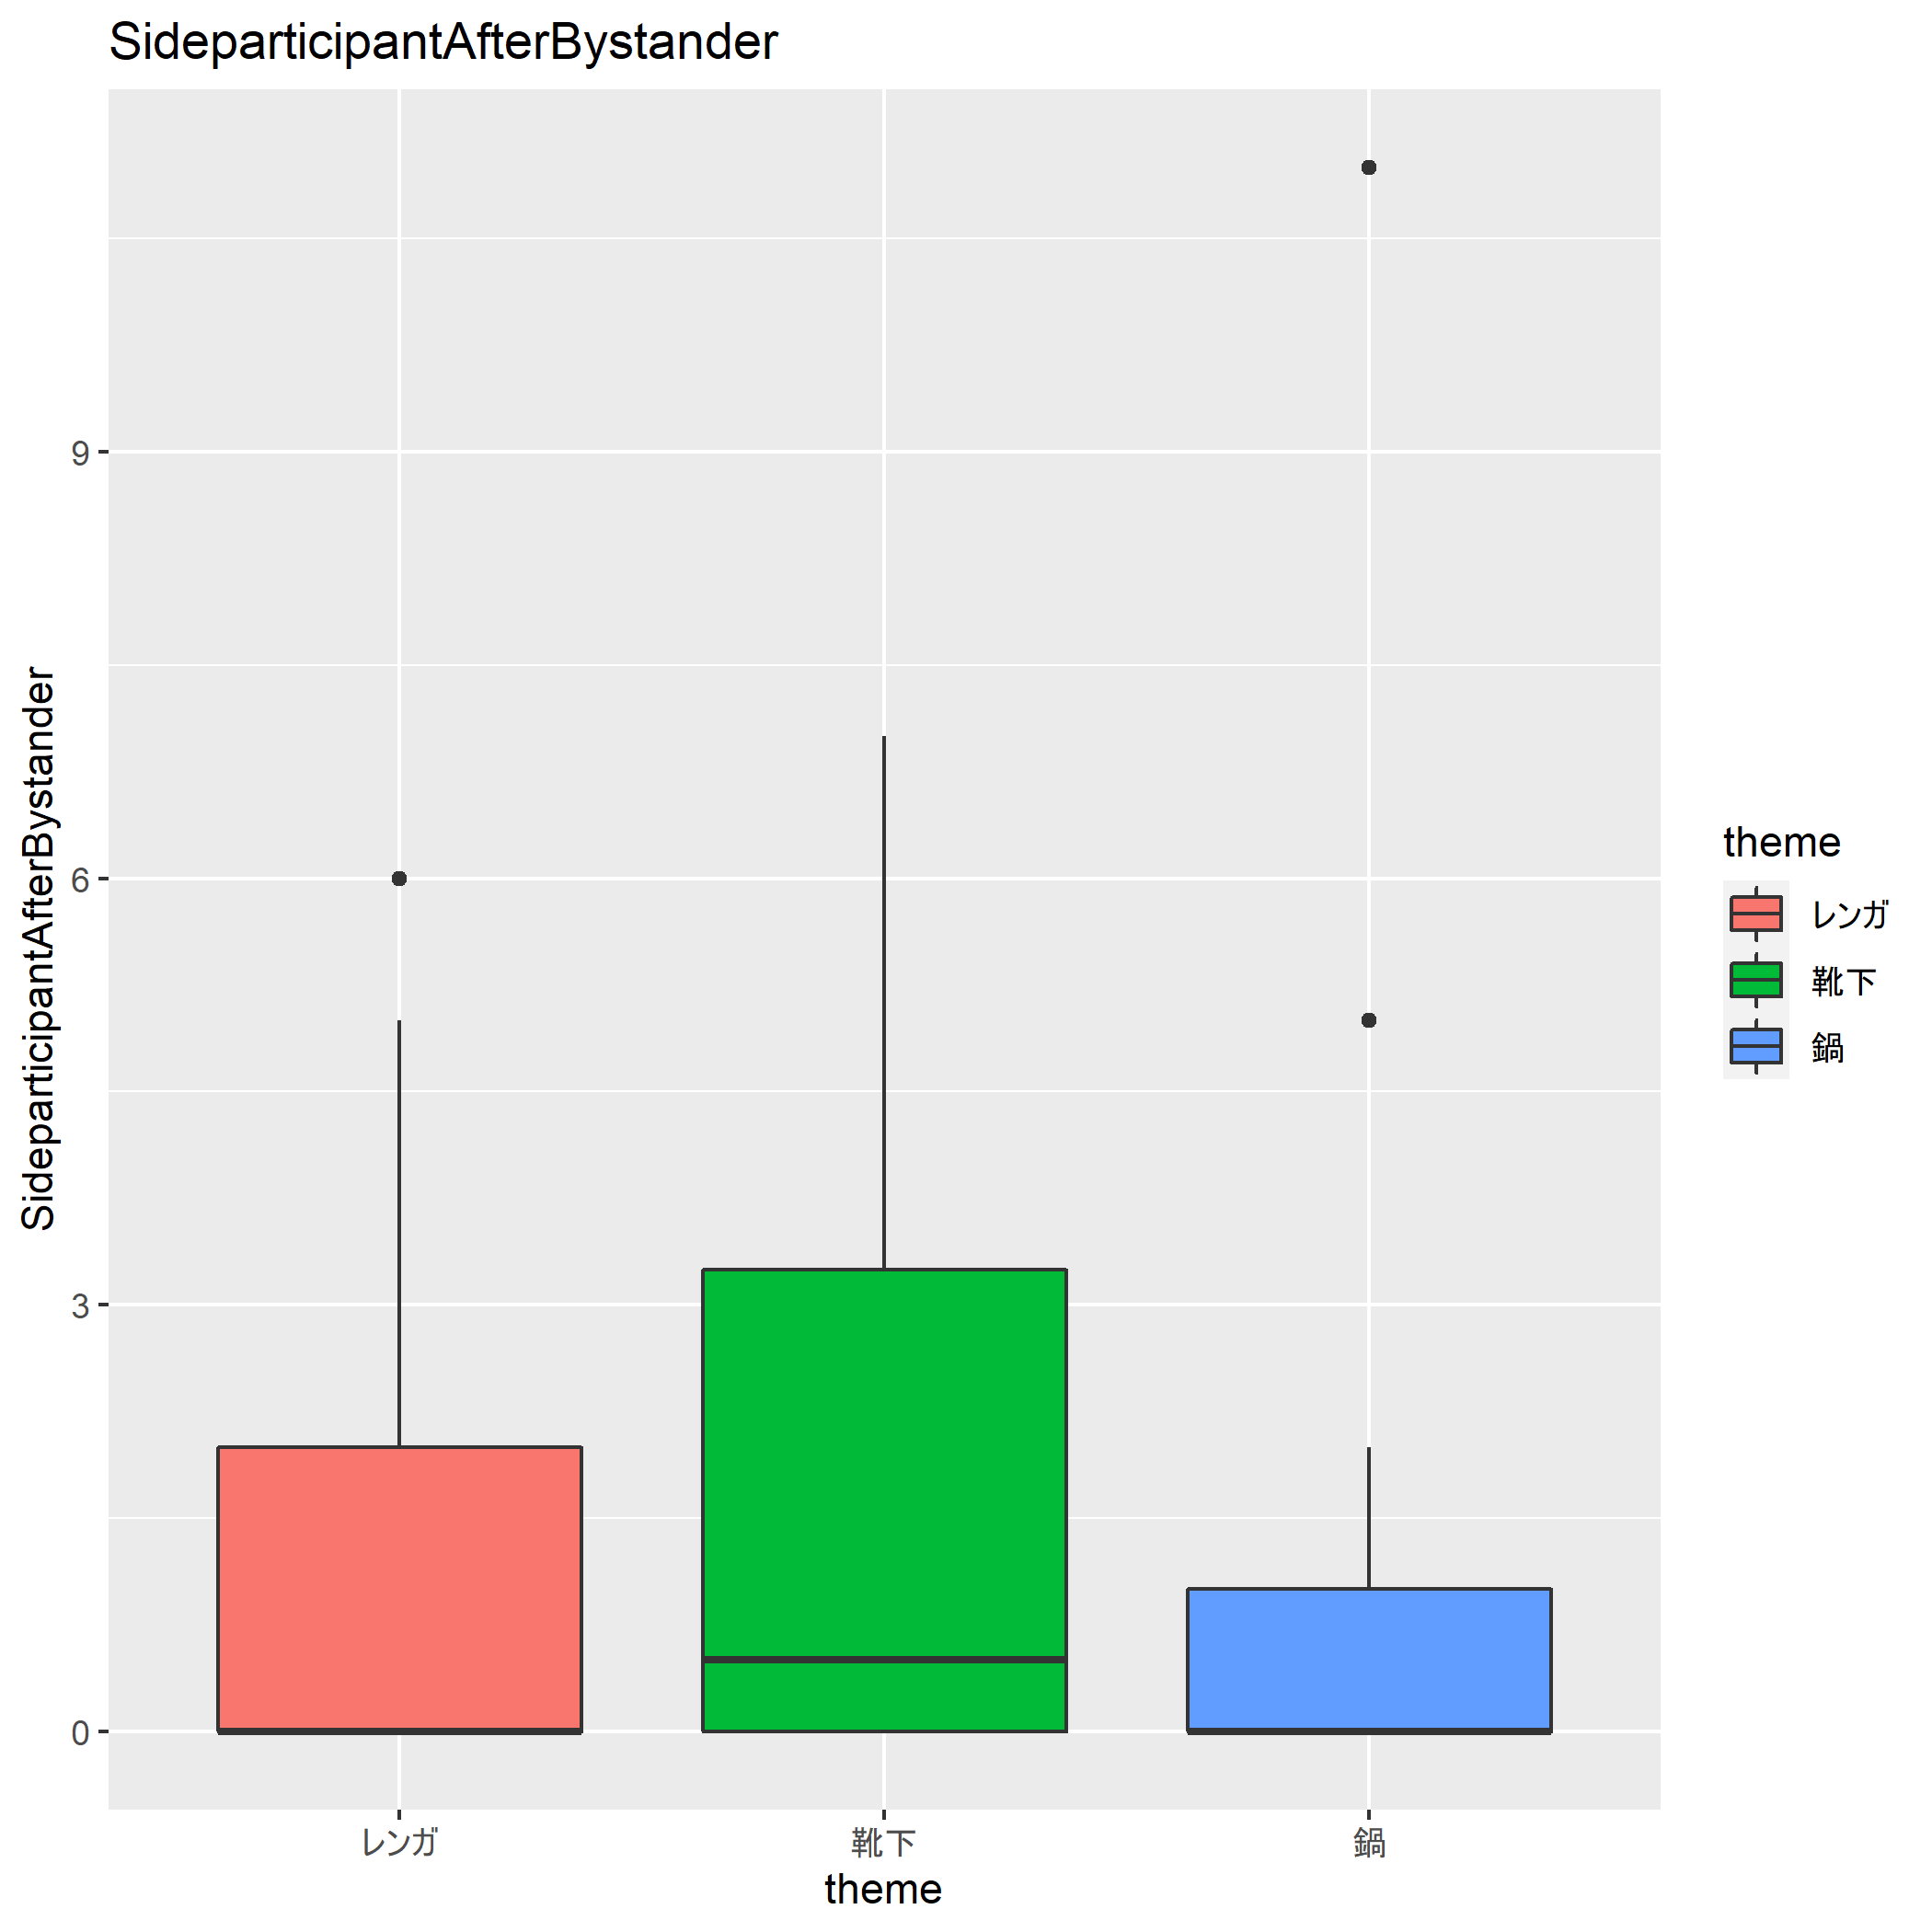 SideparticipantAfterBystander
SideparticipantAfterBystander
9
6
3
0
レンガ
靴下
鍋
theme
theme
レンガ
靴下
鍋